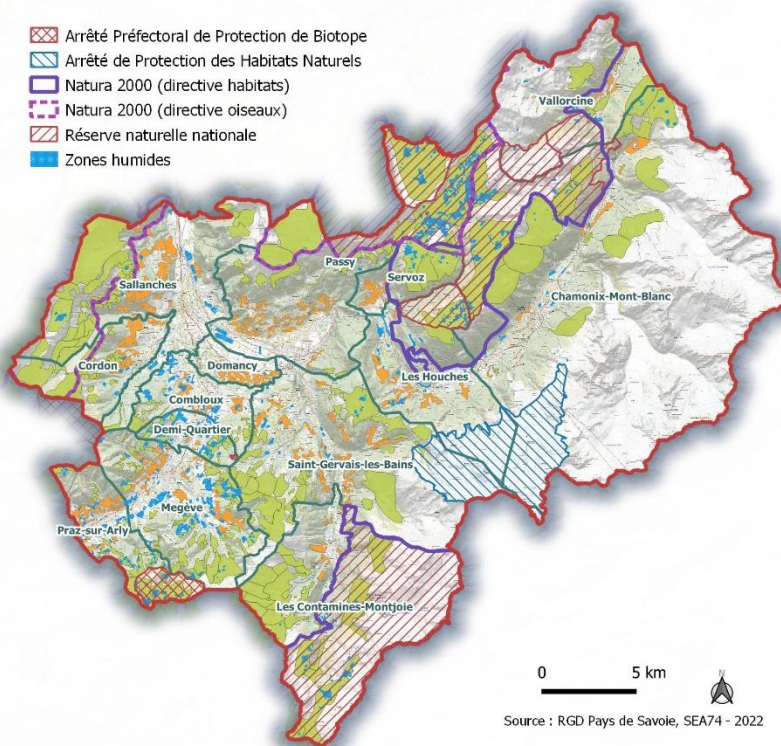 Arrêté Préfectoral de Protection de Biotope
Arrêté de Protection des Habitats Naturels
Natura 2000 (directive habitats)
Natura 2000 (directive oiseaux)
Réserve naturelle nationale
Zones humides
Vallorcine
Passy
Servoz
Sallanches
Chamonix-Mont-Blanc
Cordon
Domancy
Les Houches
Combloux
Demi-Quartier
Saint-Gervais-les-Bains
Megève
Praz-sur-Arly
Les Contamines-Montjoie
0 5 km
N
Source : RGD Pays de Savoie, SEA74 - 2022